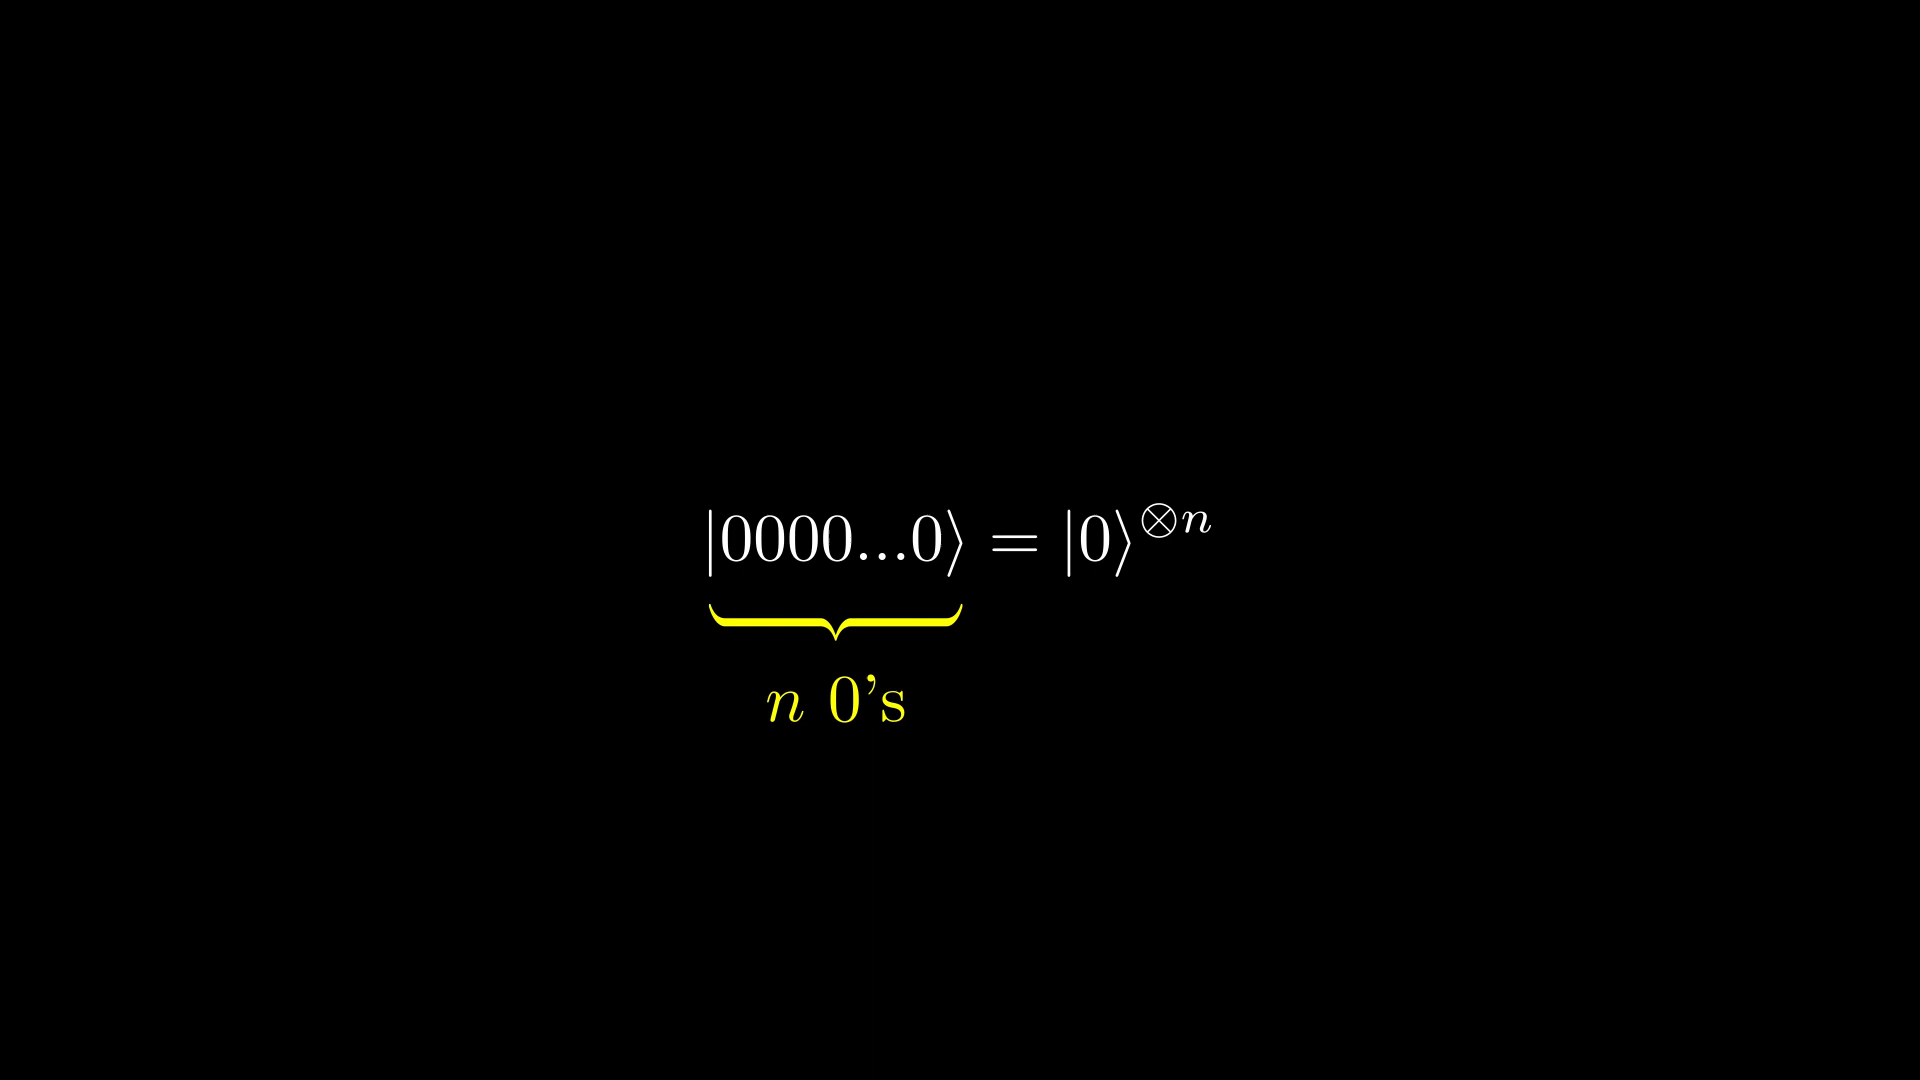 |0000...0⟩ = |0⟩^{⊗n}
n 0's